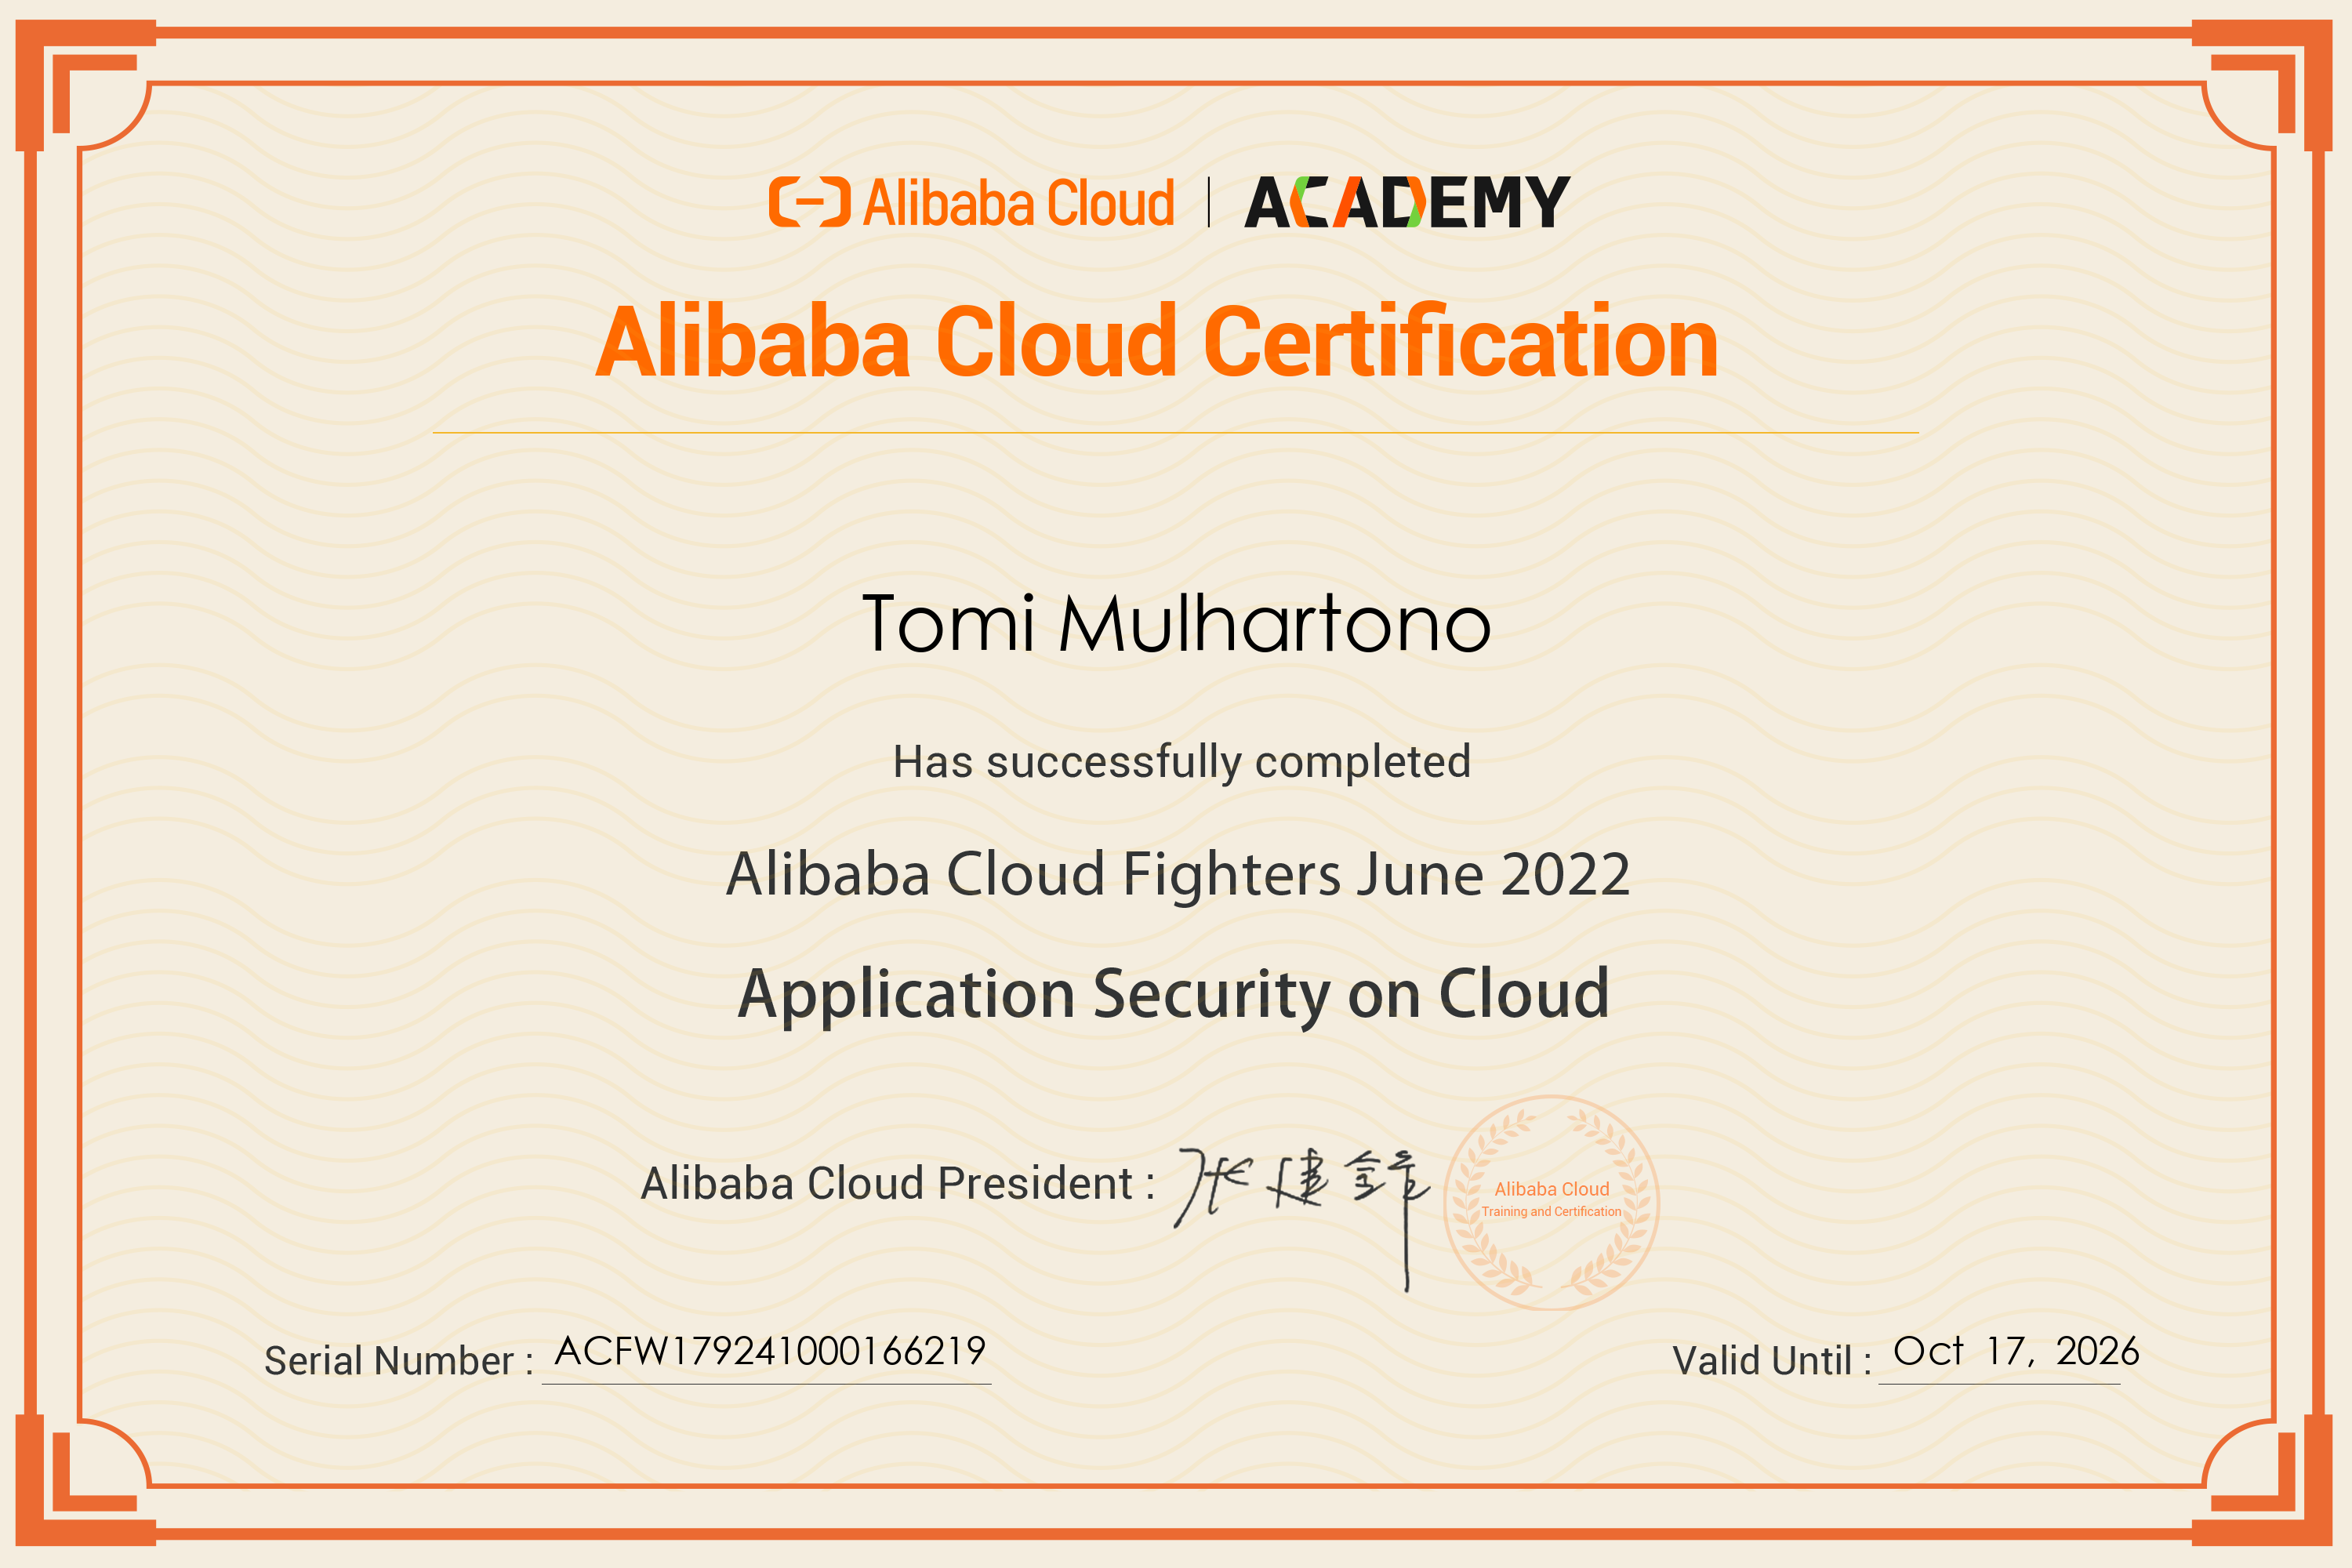 Alibaba Cloud | ACADEMY
Alibaba Cloud Certification
Tomi Mulhartono
Has successfully completed
Alibaba Cloud Fighters June 2022
Application Security on Cloud
Alibaba Cloud President : 张建锋
Alibaba Cloud
Training and Certification
Serial Number : ACFW179241000166219
Valid Until : Oct 17, 2026